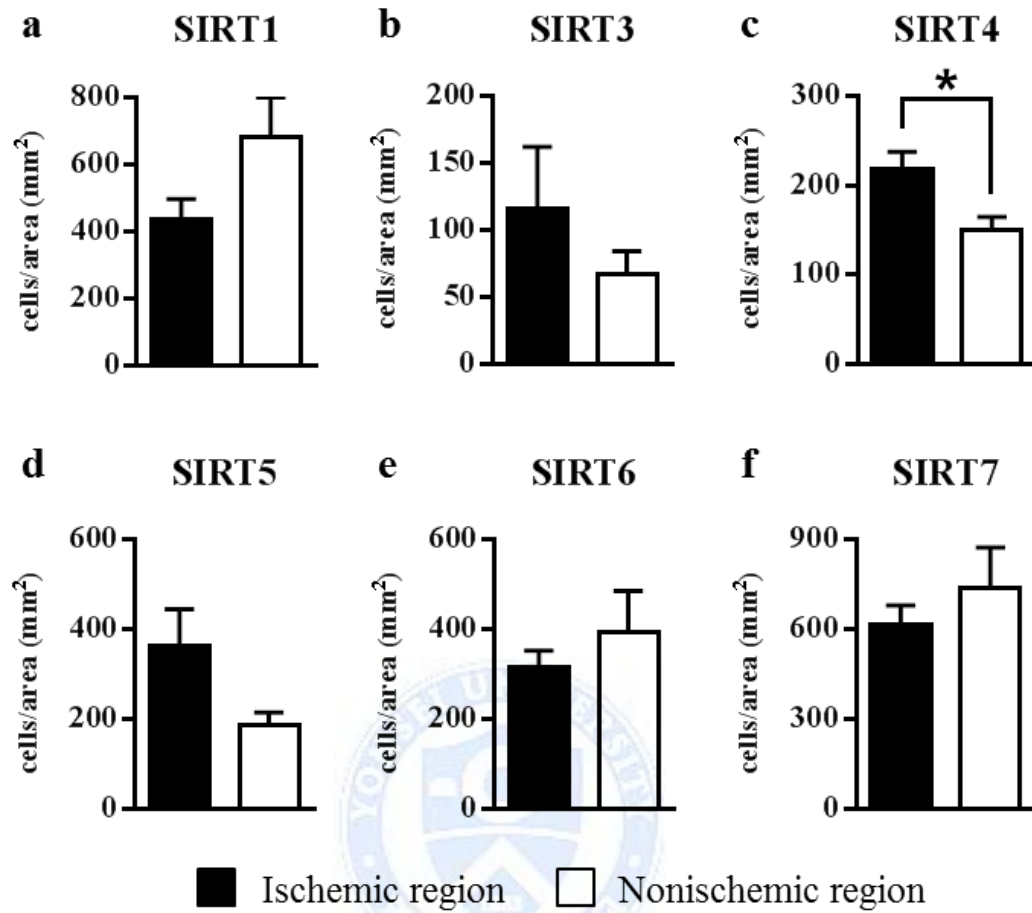 a SIRT1
800
600
400
200
0
cells/area (mm²)
b SIRT3
200
150
100
50
0
cells/area (mm²)
c SIRT4
*
300
200
100
0
cells/area (mm²)
d SIRT5
600
400
200
0
cells/area (mm²)
e SIRT6
600
400
200
0
cells/area (mm²)
f SIRT7
900
600
300
0
cells/area (mm²)
Ischemic region Nonischemic region